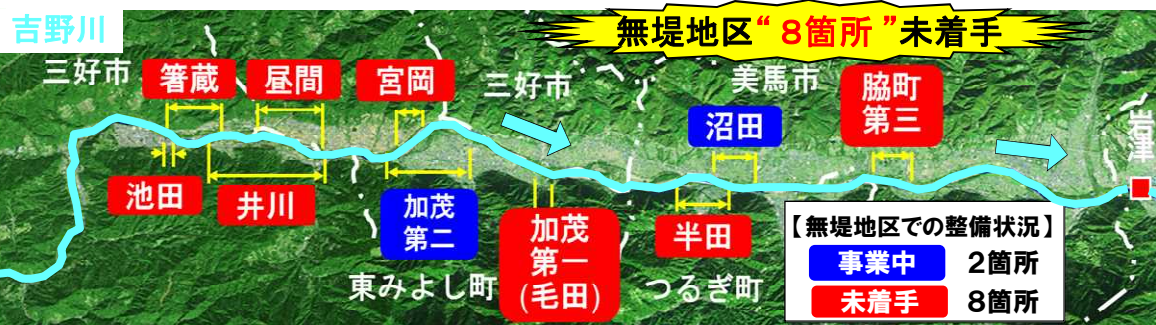 吉野川
無堤地区“8箇所”未着手
三好市
箸蔵
昼間
宮岡
三好市
美馬市
脇町
第三
沼田
岩津
池田
井川
加茂
第二
加茂
第一
(毛田)
半田
東みよし町
つるぎ町
【無堤地区での整備状況】
事業中 2箇所
未着手 8箇所